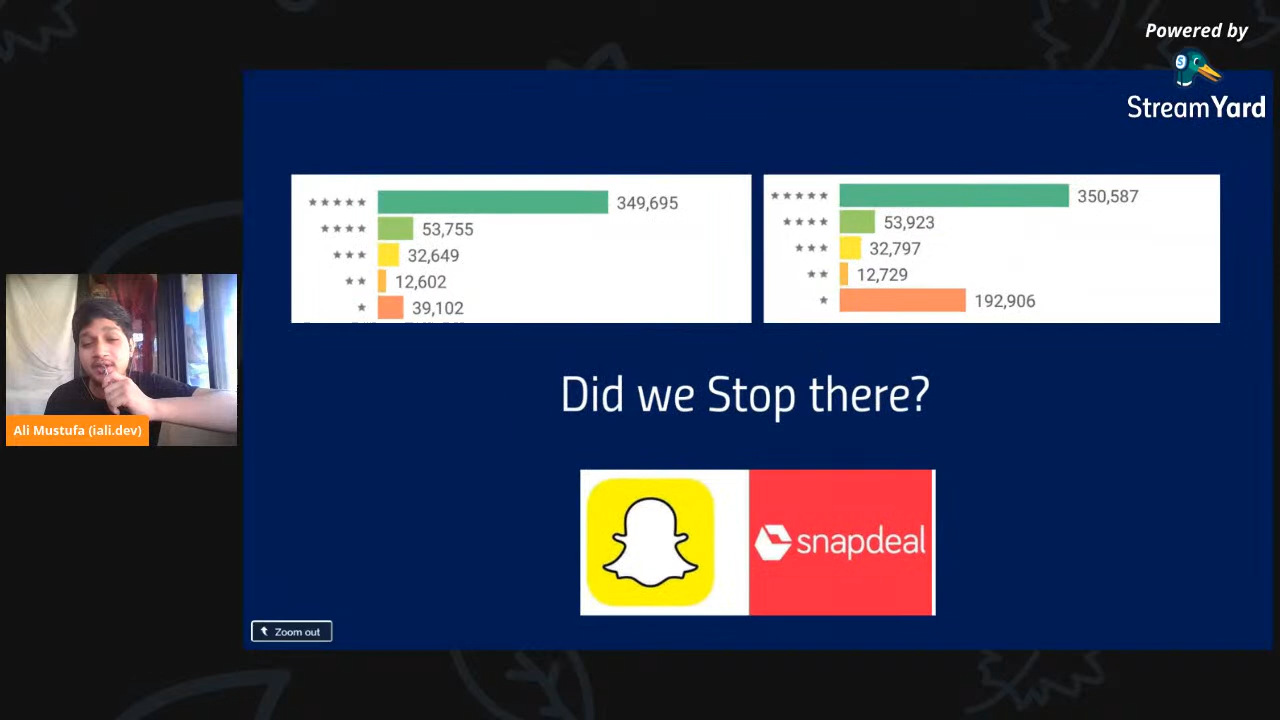 Powered by
StreamYard
★★★★★ 349,695
★★★★ 53,755
★★★ 32,649
★★ 12,602
★ 39,102
★★★★★ 350,587
★★★★ 53,923
★★★ 32,797
★★ 12,729
★ 192,906
Did we Stop there?
snapdeal
Ali Mustufa (iali.dev)
Zoom out